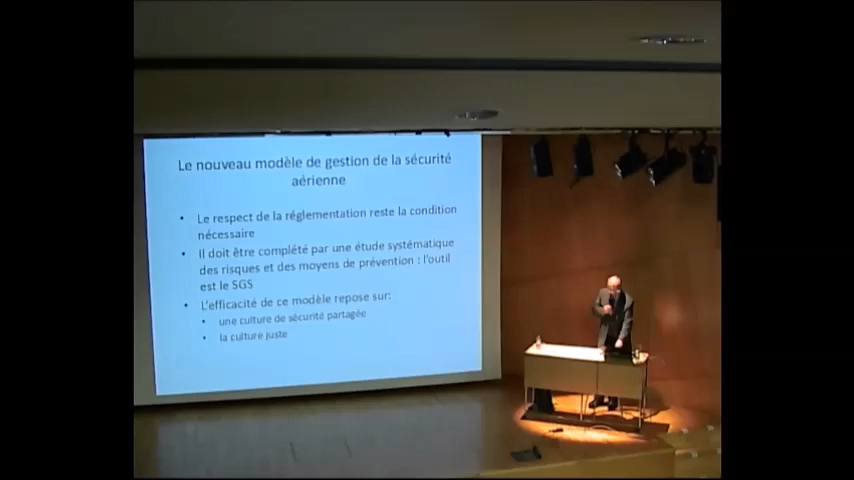 Le nouveau modèle de gestion de la sécurité
aérienne
• Le respect de la réglementation reste la condition
nécessaire
• Il doit être complété par une étude systématique
des risques et des moyens de prévention : l'outil
est le SGS
• L'efficacité de ce modèle repose sur:
• une culture de sécurité partagée
• la culture juste